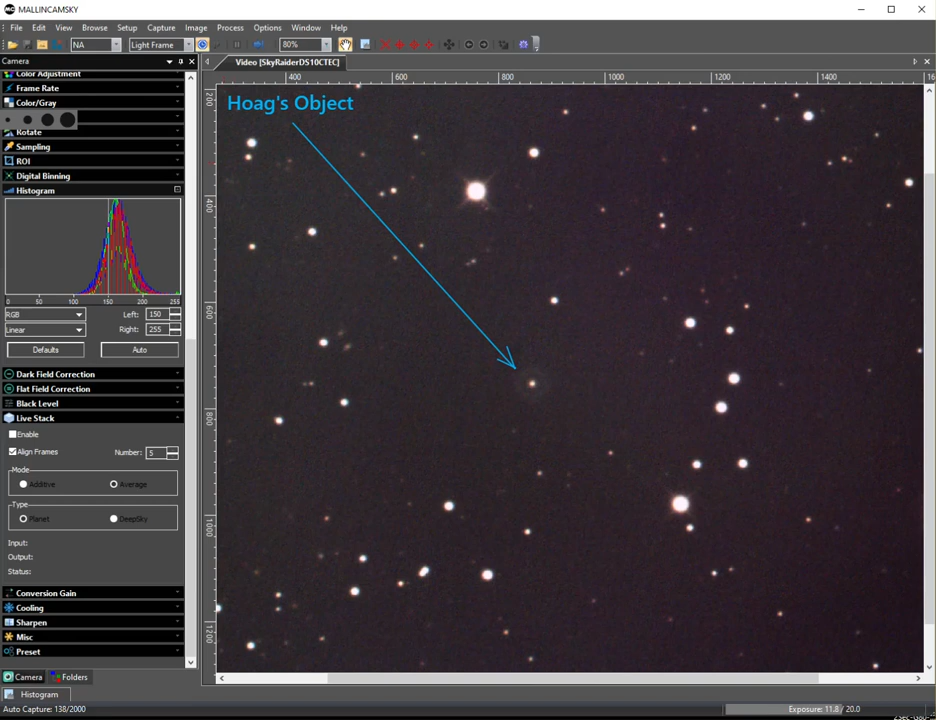 MALLINCAMSKY
File Edit View Browse Setup Capture Image Process Options Window Help
NA Light Frame 80%
Camera
Video [SkyRaiderDS10CTEC]
Color Adjustment
Frame Rate
Color/Gray
Rotate
Sampling
ROI
Digital Binning
Histogram
0 50 100 150 200 255
RGB Left: 150
Linear Right: 255
Defaults Auto
Dark Field Correction
Flat Field Correction
Black Level
Live Stack
Enable
Align Frames Number: 5
Mode
Additive Average
Type
Planet DeepSky
Input:
Output:
Status:
Conversion Gain
Cooling
Sharpen
Misc
Preset
Camera Folders
Histogram
Auto Capture: 138/2000
400 600 800 1000 1200 1400
200
400
600
800
1000
1200
Hoag's Object
Exposure: 11.8 / 20.0